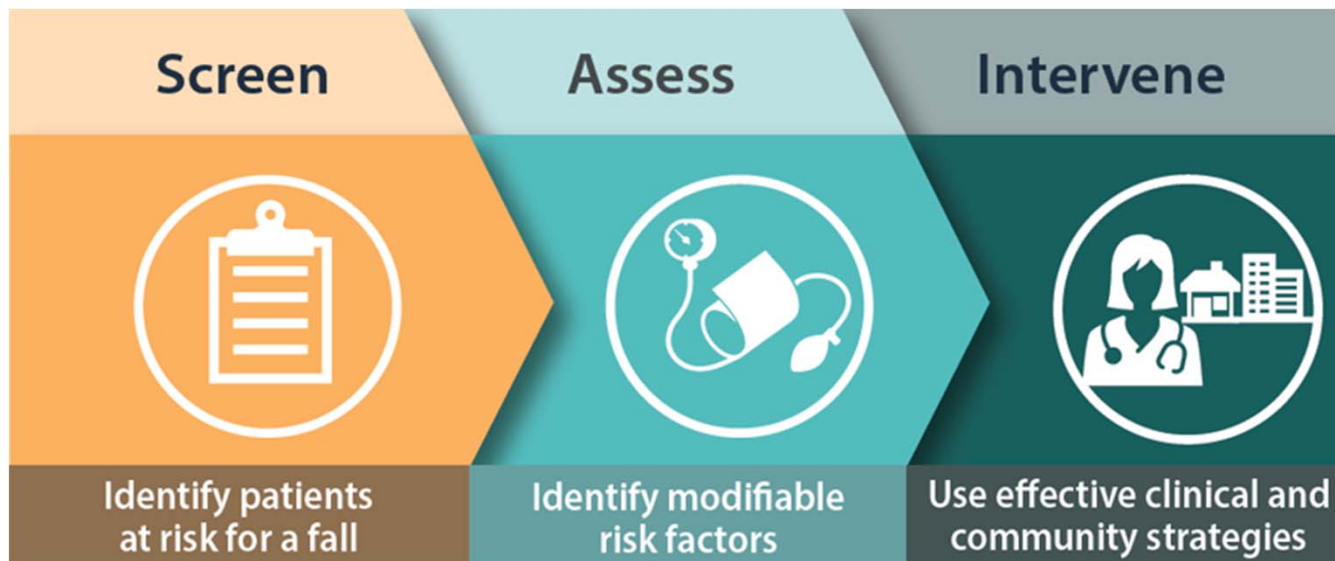 Screen
Assess
Intervene
Identify patients
at risk for a fall
Identify modifiable
risk factors
Use effective clinical and
community strategies